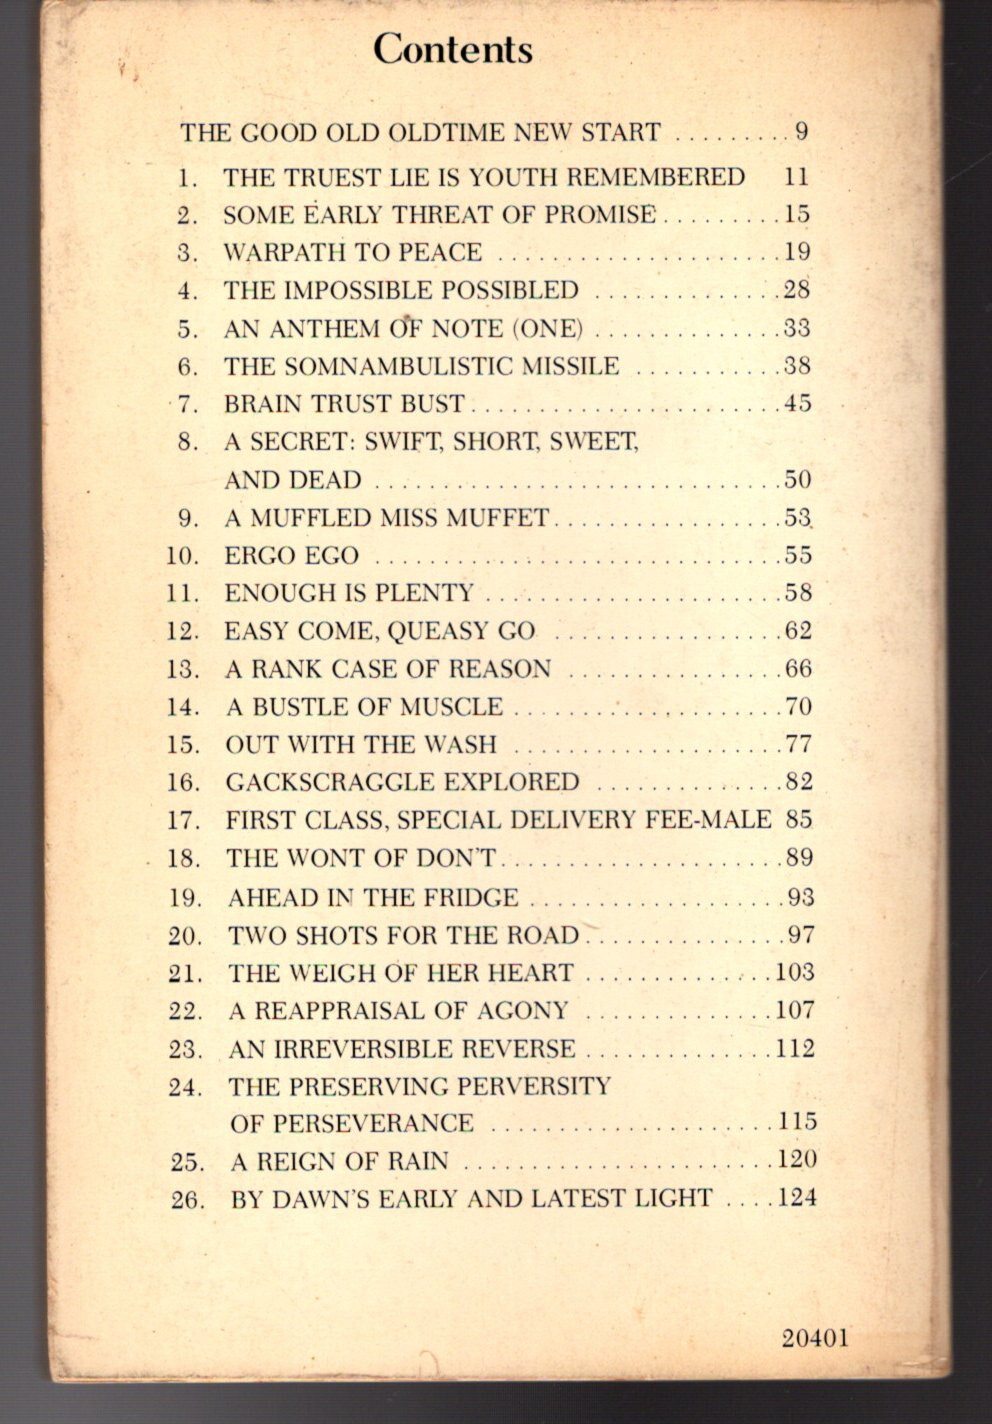 Contents
THE GOOD OLD OLDTIME NEW START ......... 9
1. THE TRUEST LIE IS YOUTH REMEMBERED 11
2. SOME EARLY THREAT OF PROMISE ......... 15
3. WARPATH TO PEACE ..................... 19
4. THE IMPOSSIBLE POSSIBLED .............. 28
5. AN ANTHEM OF NOTE (ONE) .............. 33
6. THE SOMNAMBULISTIC MISSILE ........... 38
7. BRAIN TRUST BUST ....................... 45
8. A SECRET: SWIFT, SHORT, SWEET,
AND DEAD .............................. 50
9. A MUFFLED MISS MUFFET ................. 53
10. ERGO EGO .............................. 55
11. ENOUGH IS PLENTY ...................... 58
12. EASY COME, QUEASY GO ................. 62
13. A RANK CASE OF REASON ................ 66
14. A BUSTLE OF MUSCLE .................... 70
15. OUT WITH THE WASH .................... 77
16. GACKSCRAGGLE EXPLORED .............. 82
17. FIRST CLASS, SPECIAL DELIVERY FEE-MALE 85
18. THE WONT OF DON'T ..................... 89
19. AHEAD IN THE FRIDGE ................... 93
20. TWO SHOTS FOR THE ROAD ............... 97
21. THE WEIGH OF HER HEART .............. 103
22. A REAPPRAISAL OF AGONY .............. 107
23. AN IRREVERSIBLE REVERSE .............. 112
24. THE PRESERVING PERVERSITY
OF PERSEVERANCE ..................... 115
25. A REIGN OF RAIN ....................... 120
26. BY DAWN'S EARLY AND LATEST LIGHT .... 124
20401